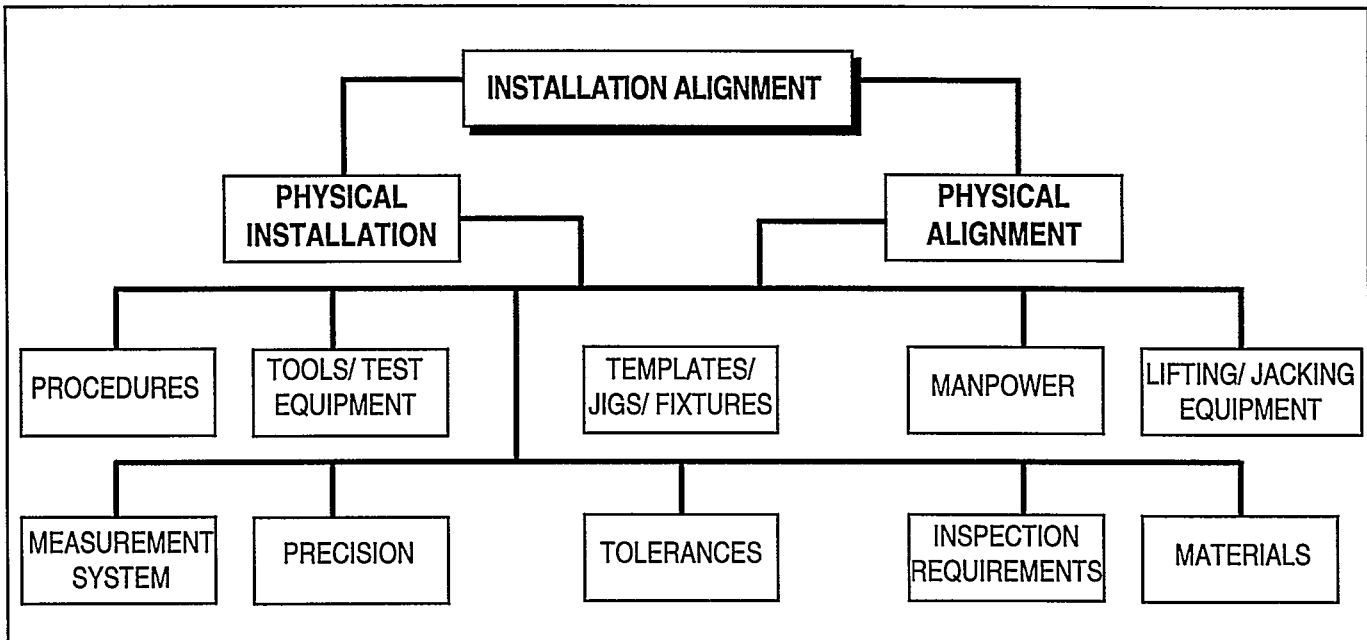 INSTALLATION ALIGNMENT
PHYSICAL
INSTALLATION
PHYSICAL
ALIGNMENT
PROCEDURES
TOOLS/ TEST
EQUIPMENT
TEMPLATES/
JIGS/ FIXTURES
MANPOWER
LIFTING/ JACKING
EQUIPMENT
MEASUREMENT
SYSTEM
PRECISION
TOLERANCES
INSPECTION
REQUIREMENTS
MATERIALS